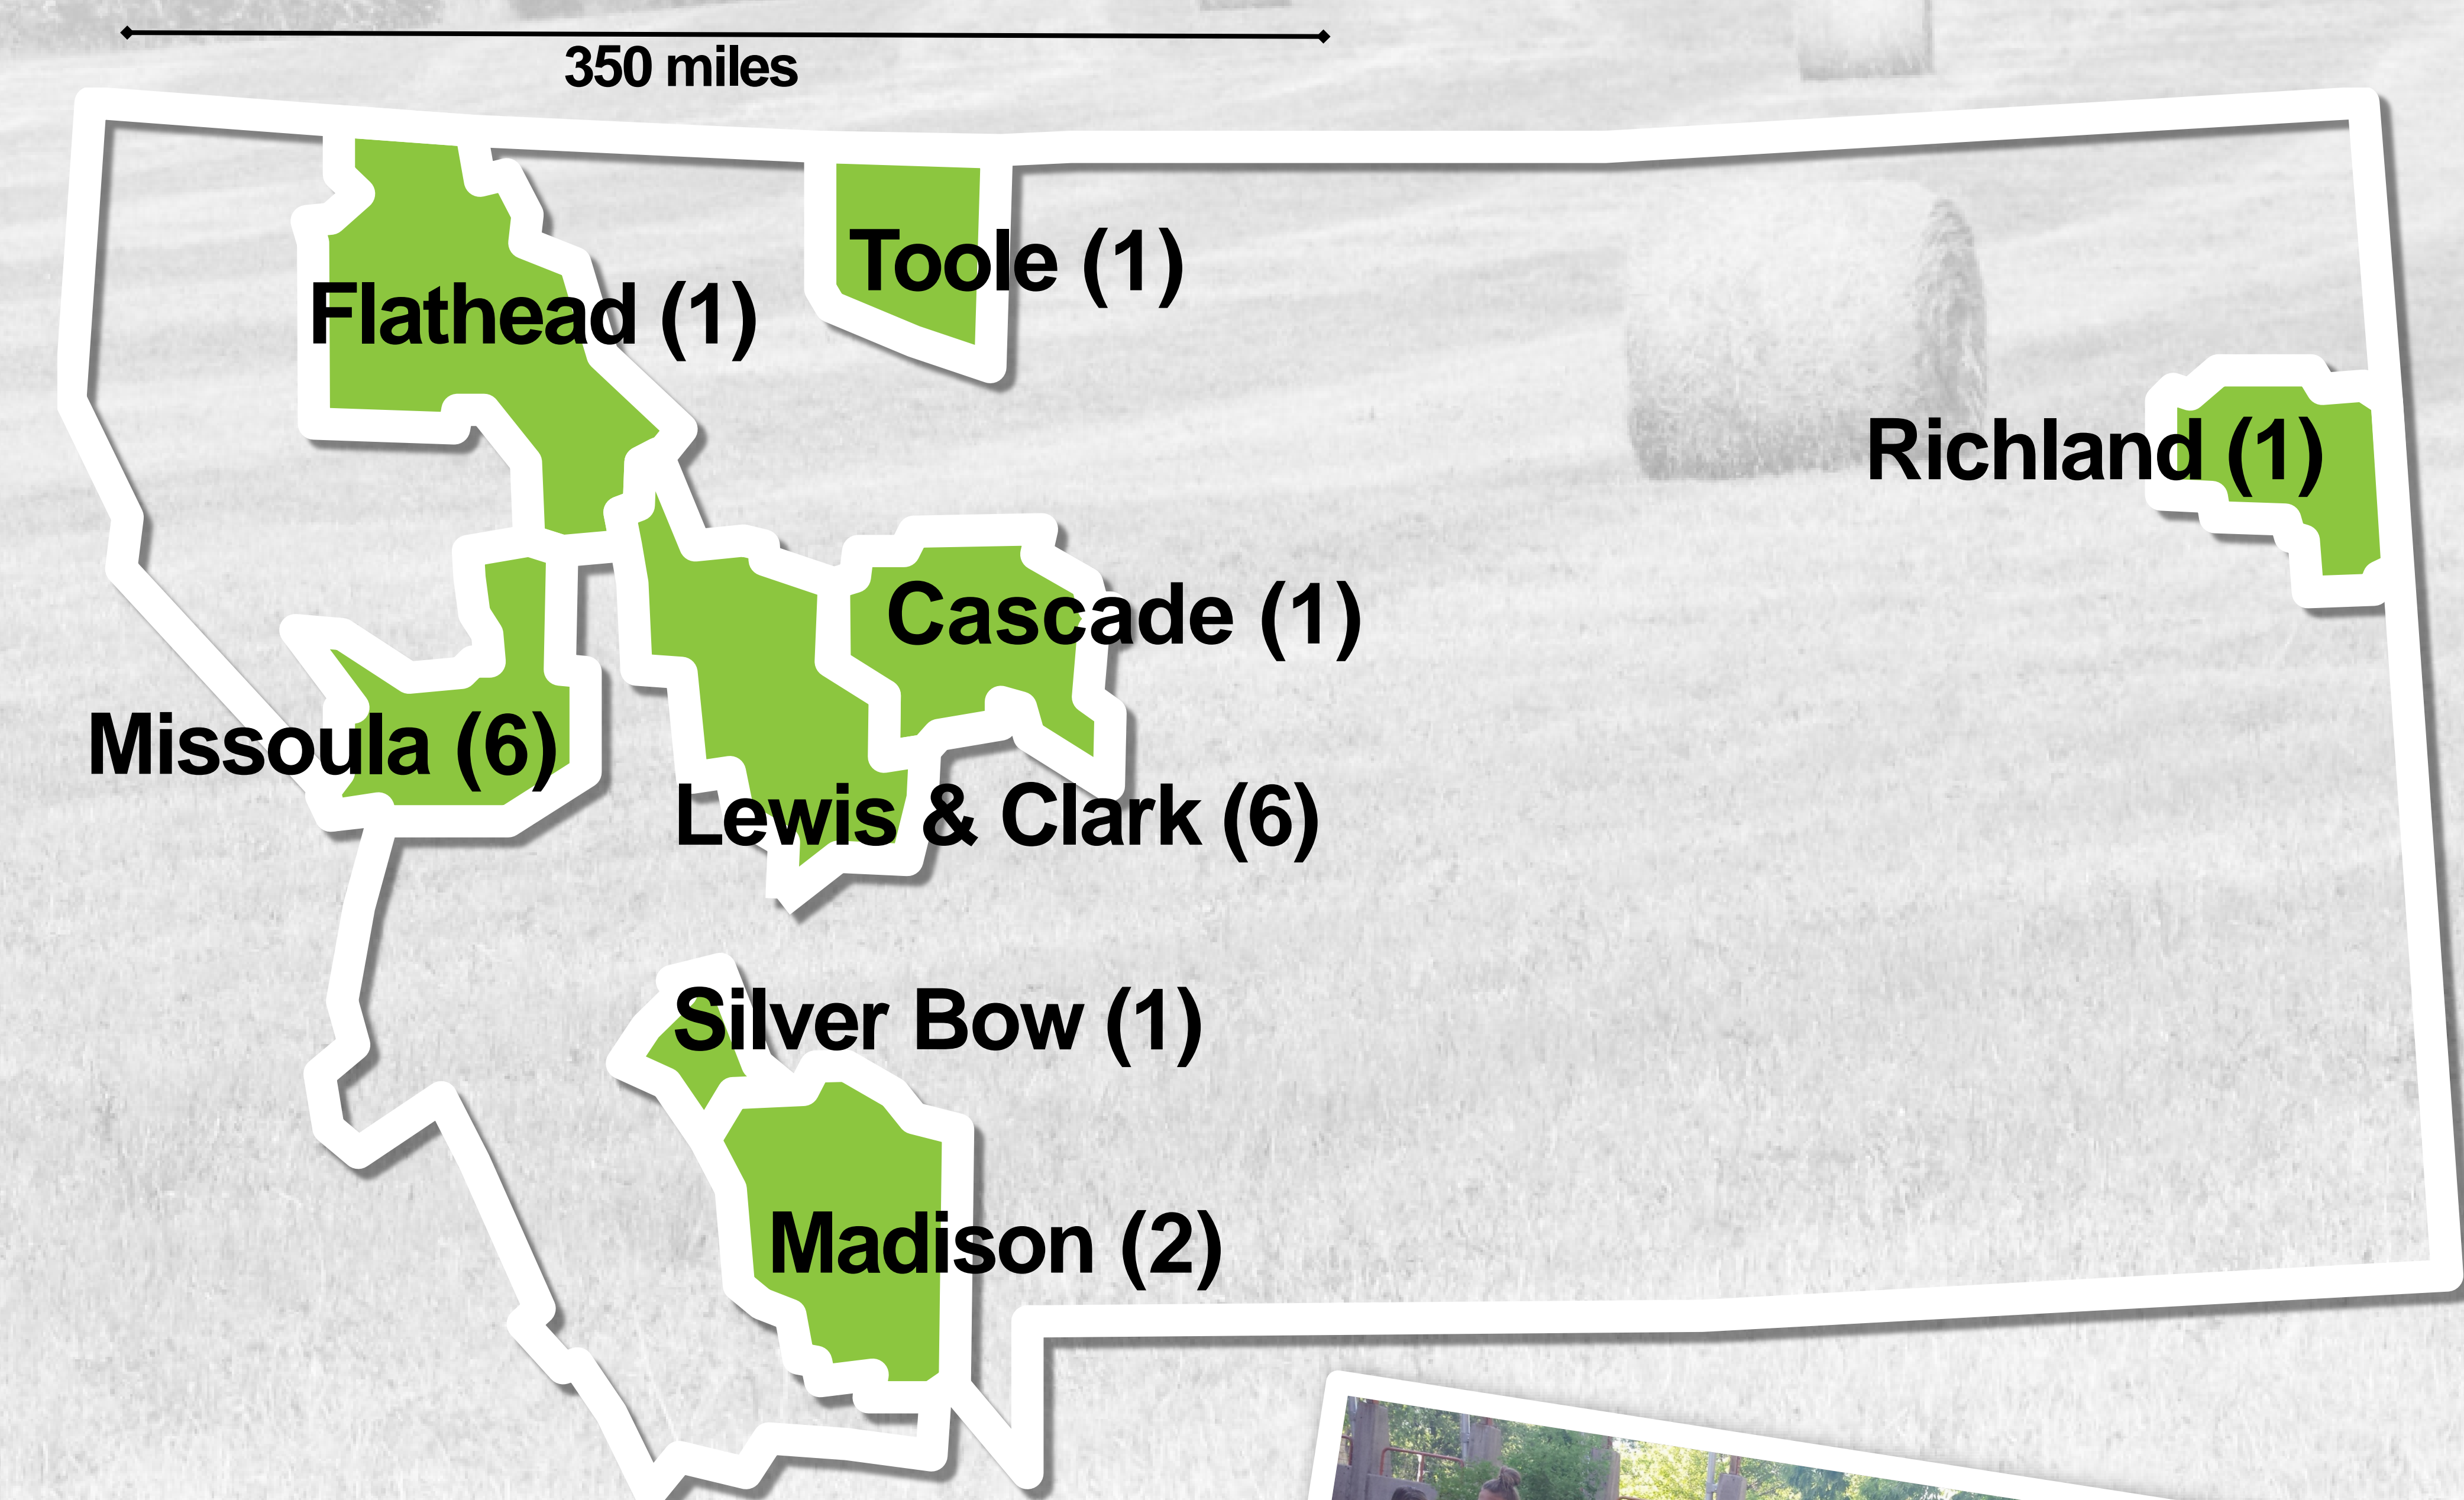 350 miles
Toole (1)
Flathead (1)
Richland (1)
Cascade (1)
Missoula (6)
Lewis & Clark (6)
Silver Bow (1)
Madison (2)